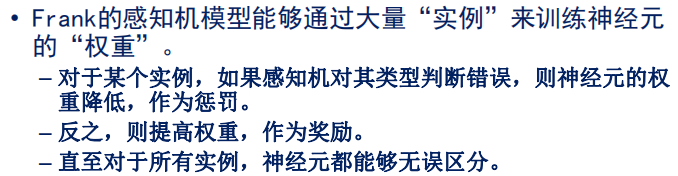 • Frank的感知机模型能够通过大量“实例”来训练神经元
的“权重”。
– 对于某个实例，如果感知机对其类型判断错误，则神经元的权
重降低，作为惩罚。
– 反之，则提高权重，作为奖励。
– 直至对于所有实例，神经元都能够无误区分。